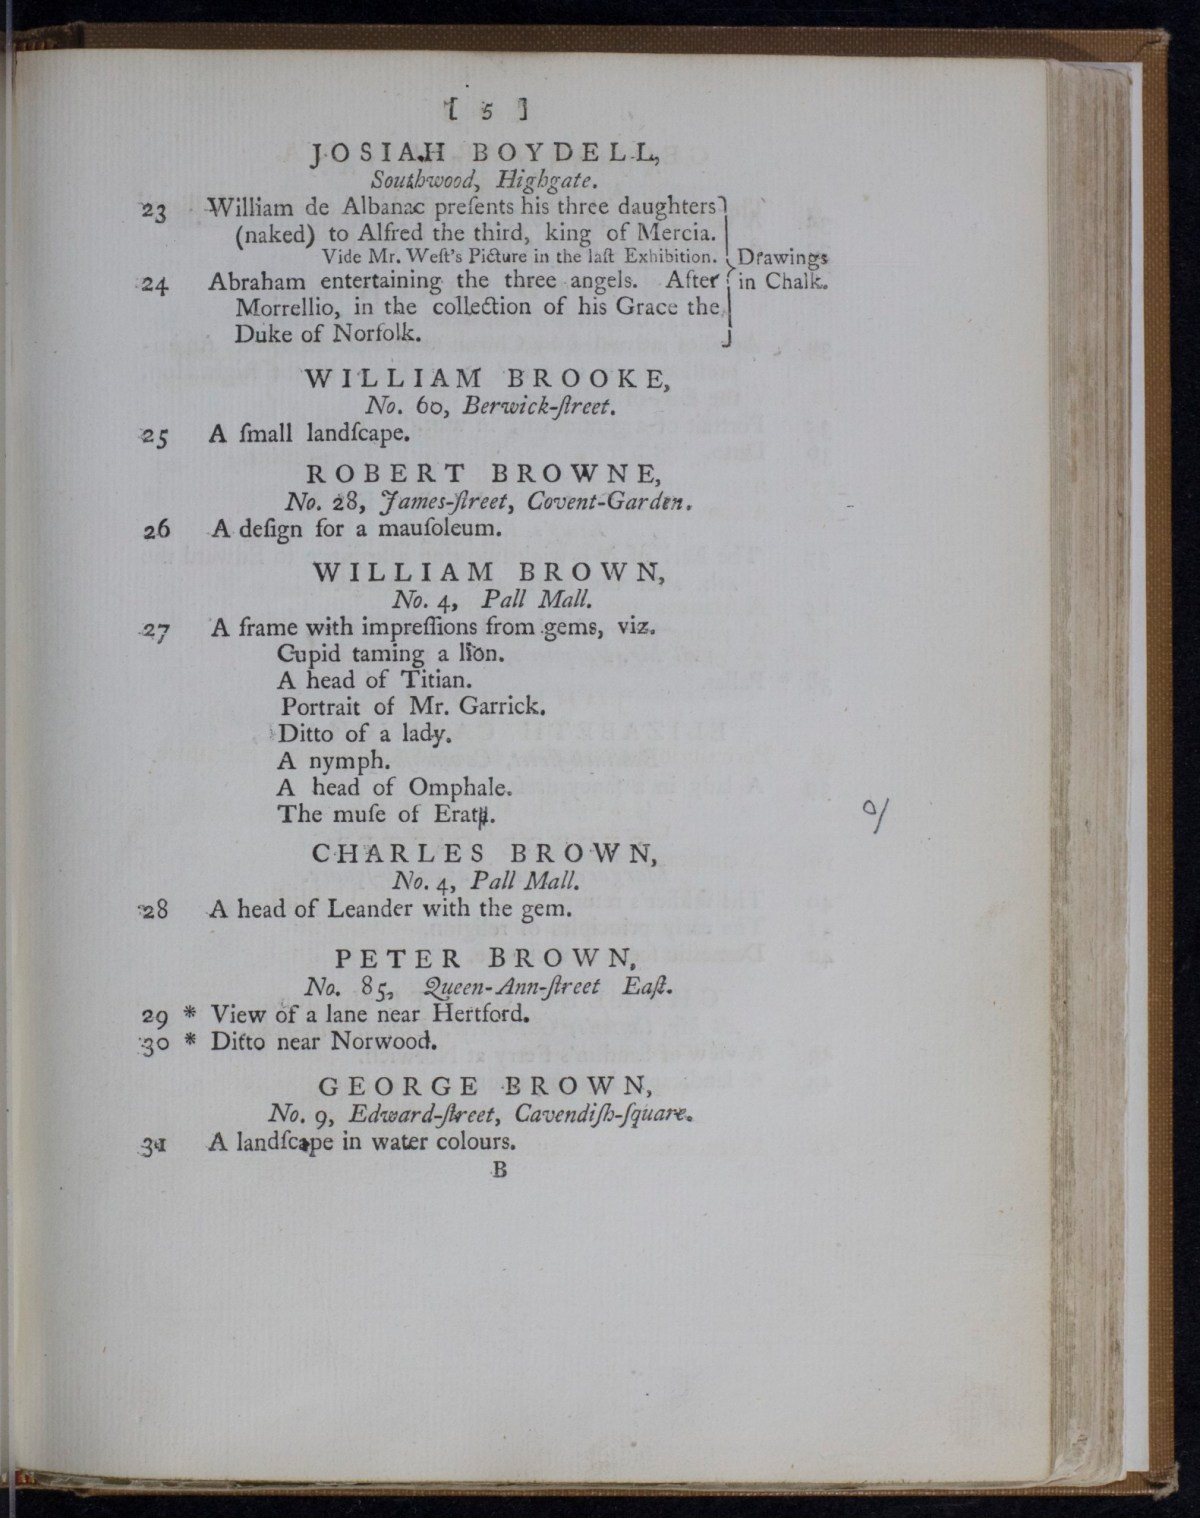 [ 5 ]
JOSIAH BOYDELL,
Southwood, Highgate.
23 William de Albanac preſents his three daughters
(naked) to Alfred the third, king of Mercia.
Vide Mr. Weſt's Picture in the laſt Exhibition.
24 Abraham entertaining the three angels. After
Morrellio, in the collection of his Grace the
Duke of Norfolk.
Drawings
in Chalk.
WILLIAM BROOKE,
No. 60, Berwick-ſtreet.
25 A ſmall landſcape.
ROBERT BROWNE,
No. 28, James-ſtreet, Covent-Garden.
26 A deſign for a mauſoleum.
WILLIAM BROWN,
No. 4, Pall Mall.
27 A frame with impreſſions from gems, viz.
Cupid taming a lion.
A head of Titian.
Portrait of Mr. Garrick.
Ditto of a lady.
A nymph.
A head of Omphale.
The muſe of Erat.
o/
CHARLES BROWN,
No. 4, Pall Mall.
28 A head of Leander with the gem.
PETER BROWN,
No. 85, Queen-Ann-ſtreet Eaſt.
29 * View of a lane near Hertford.
30 * Ditto near Norwood.
GEORGE BROWN,
No. 9, Edward-ſtreet, Cavendiſh-ſquare.
31 A landſcape in water colours.
B